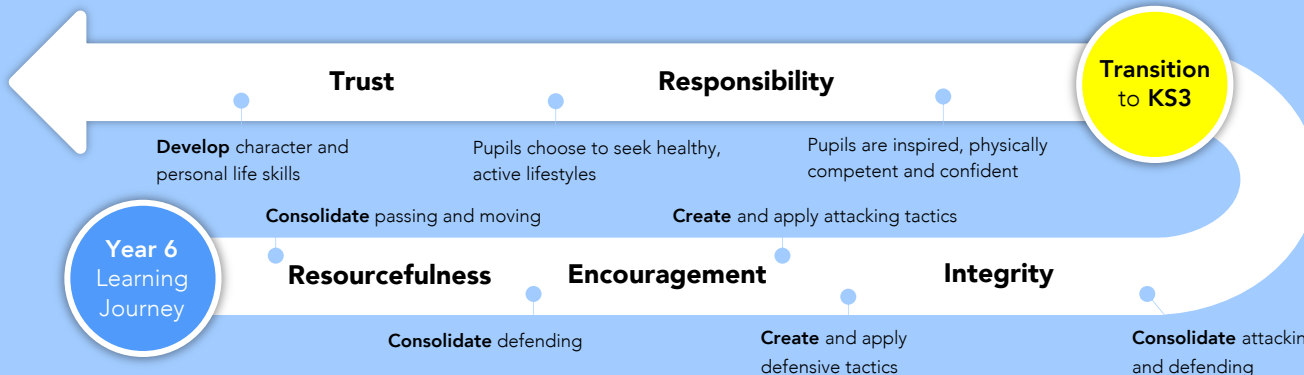 Trust
Responsibility
Transition
to KS3
Develop character and
personal life skills
Pupils choose to seek healthy,
active lifestyles
Pupils are inspired, physically
competent and confident
Consolidate passing and moving
Create and apply attacking tactics
Year 6
Learning
Journey
Resourcefulness
Encouragement
Integrity
Consolidate defending
Create and apply
defensive tactics
Consolidate
and defending